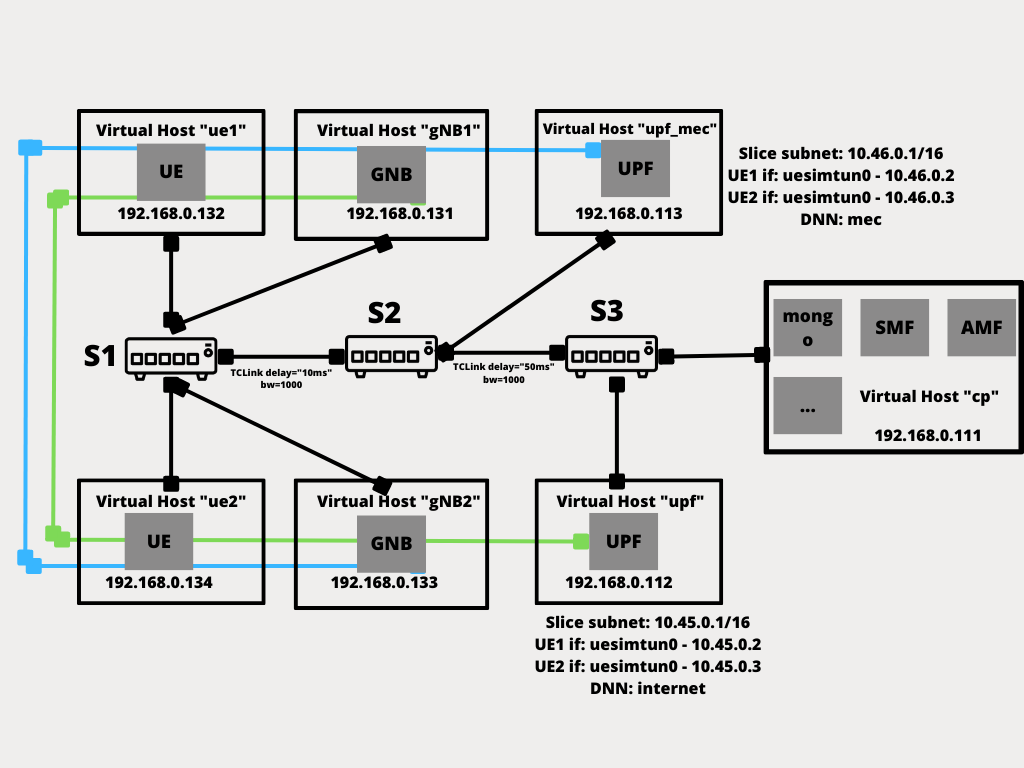 Virtual Host "ue1"
UE
192.168.0.132
Virtual Host "gNB1"
GNB
192.168.0.131
Virtual Host "upf_mec"
UPF
192.168.0.113
Slice subnet: 10.46.0.1/16
UE1 if: uesimtun0 - 10.46.0.2
UE2 if: uesimtun0 - 10.46.0.3
DNN: mec
S1
S2
S3
TCLink delay="10ms"
bw=1000
TCLink delay="50ms"
bw=1000
mong
o
SMF
AMF
...
Virtual Host "cp"
192.168.0.111
Virtual Host "ue2"
UE
192.168.0.134
Virtual Host "gNB2"
GNB
192.168.0.133
Virtual Host "upf"
UPF
192.168.0.112
Slice subnet: 10.45.0.1/16
UE1 if: uesimtun0 - 10.45.0.2
UE2 if: uesimtun0 - 10.45.0.3
DNN: internet